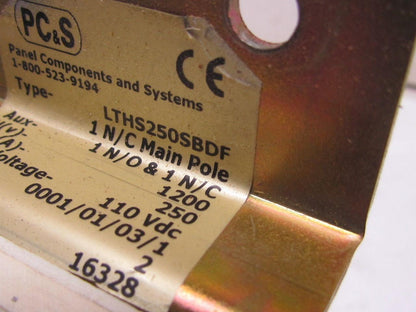 PC&S
Panel Components and Systems
1-800-523-9194
CE
Type- LTHS250SBDF
1 N/C Main Pole
Aux- 1 N/O & 1 N/C
(V)- 1200
(A)- 250
oltage- 110 Vdc
0001/01/03/1
2
16328